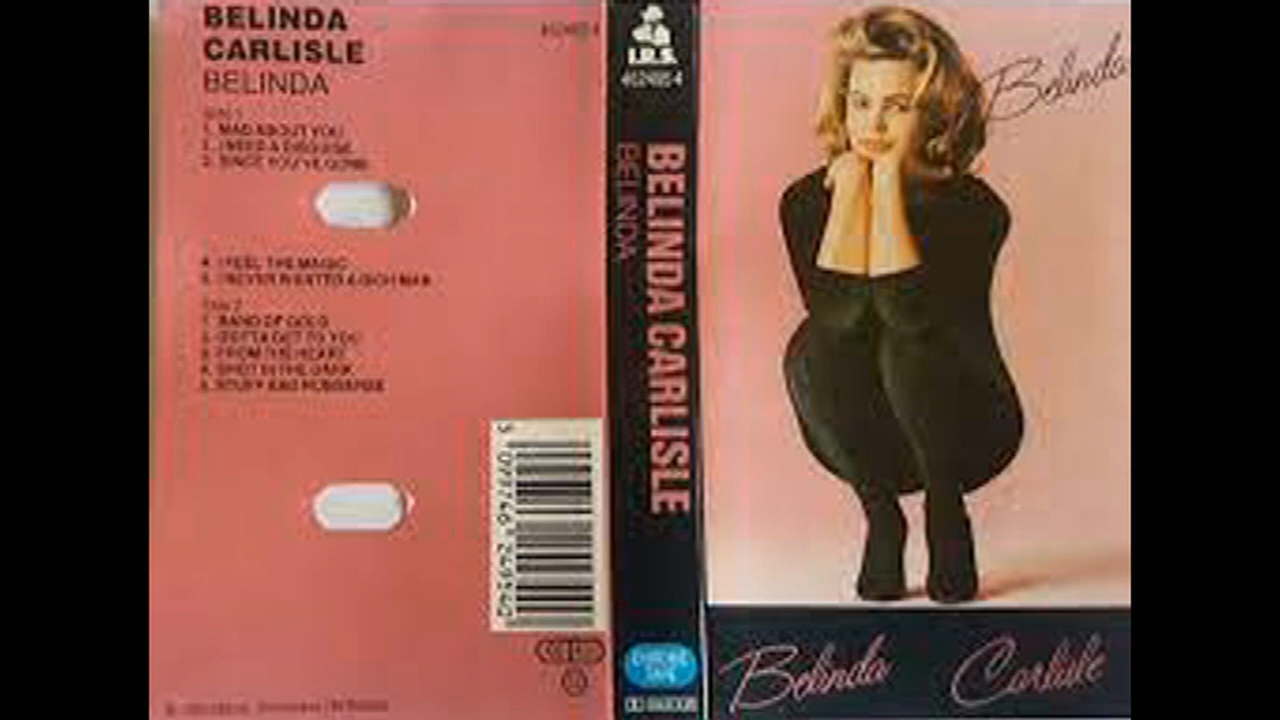 BELINDA
CARLISLE
BELINDA
1. MAD ABOUT YOU
2. I NEED A DISGUISE
3. SINCE YOU'VE GONE
4. I FEEL THE MAGIC
5. I NEVER WANTED A RICH MAN
1. BAND OF GOLD
2. GOTTA GET TO YOU
3. FROM THE HEART
4. SHOT IN THE DARK
5. STUFF AND NONSENSE
I.R.S.
BELINDA CARLISLE
BELINDA
Belinda
Belinda Carlisle